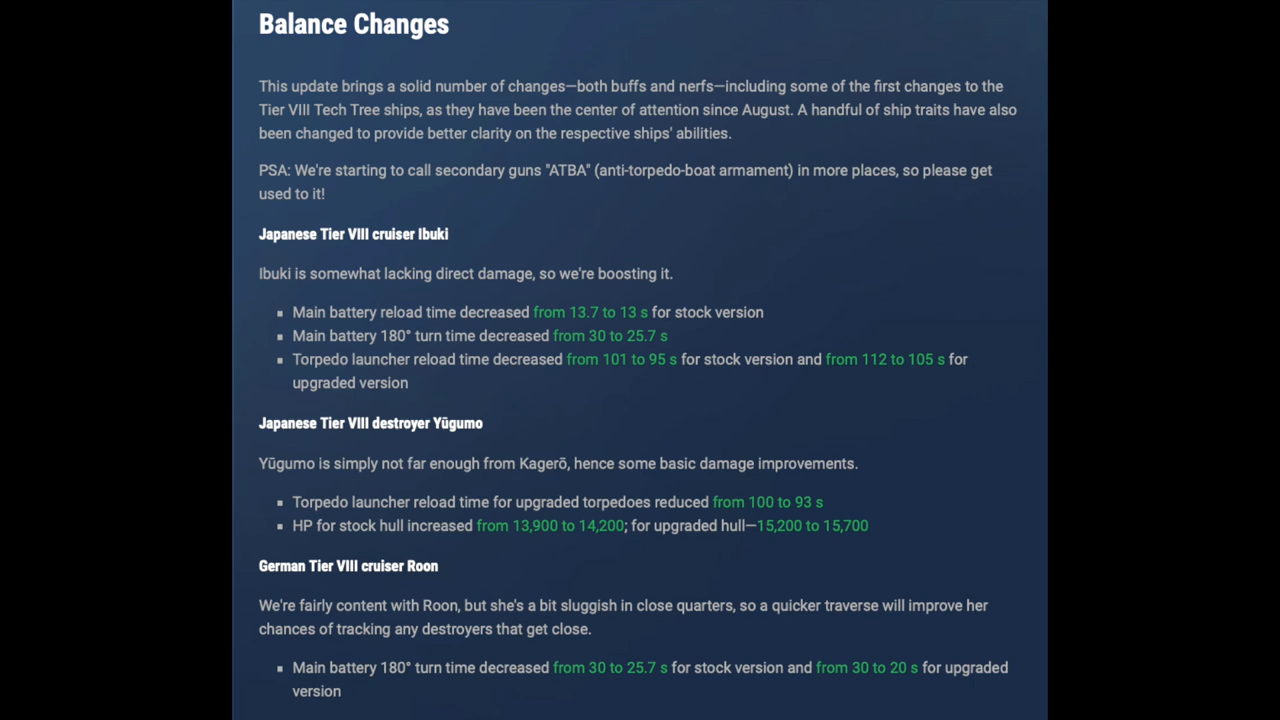 Balance Changes
This update brings a solid number of changes—both buffs and nerfs—including some of the first changes to the
Tier VIII Tech Tree ships, as they have been the center of attention since August. A handful of ship traits have also
been changed to provide better clarity on the respective ships' abilities.
PSA: We're starting to call secondary guns "ATBA" (anti-torpedo-boat armament) in more places, so please get
used to it!
Japanese Tier VIII cruiser Ibuki
Ibuki is somewhat lacking direct damage, so we're boosting it.
▪ Main battery reload time decreased from 13.7 to 13 s for stock version
▪ Main battery 180° turn time decreased from 30 to 25.7 s
▪ Torpedo launcher reload time decreased from 101 to 95 s for stock version and from 112 to 105 s for
upgraded version
Japanese Tier VIII destroyer Yūgumo
Yūgumo is simply not far enough from Kagerō, hence some basic damage improvements.
▪ Torpedo launcher reload time for upgraded torpedoes reduced from 100 to 93 s
▪ HP for stock hull increased from 13,900 to 14,200; for upgraded hull—15,200 to 15,700
German Tier VIII cruiser Roon
We're fairly content with Roon, but she's a bit sluggish in close quarters, so a quicker traverse will improve her
chances of tracking any destroyers that get close.
▪ Main battery 180° turn time decreased from 30 to 25.7 s for stock version and from 30 to 20 s for upgraded
version